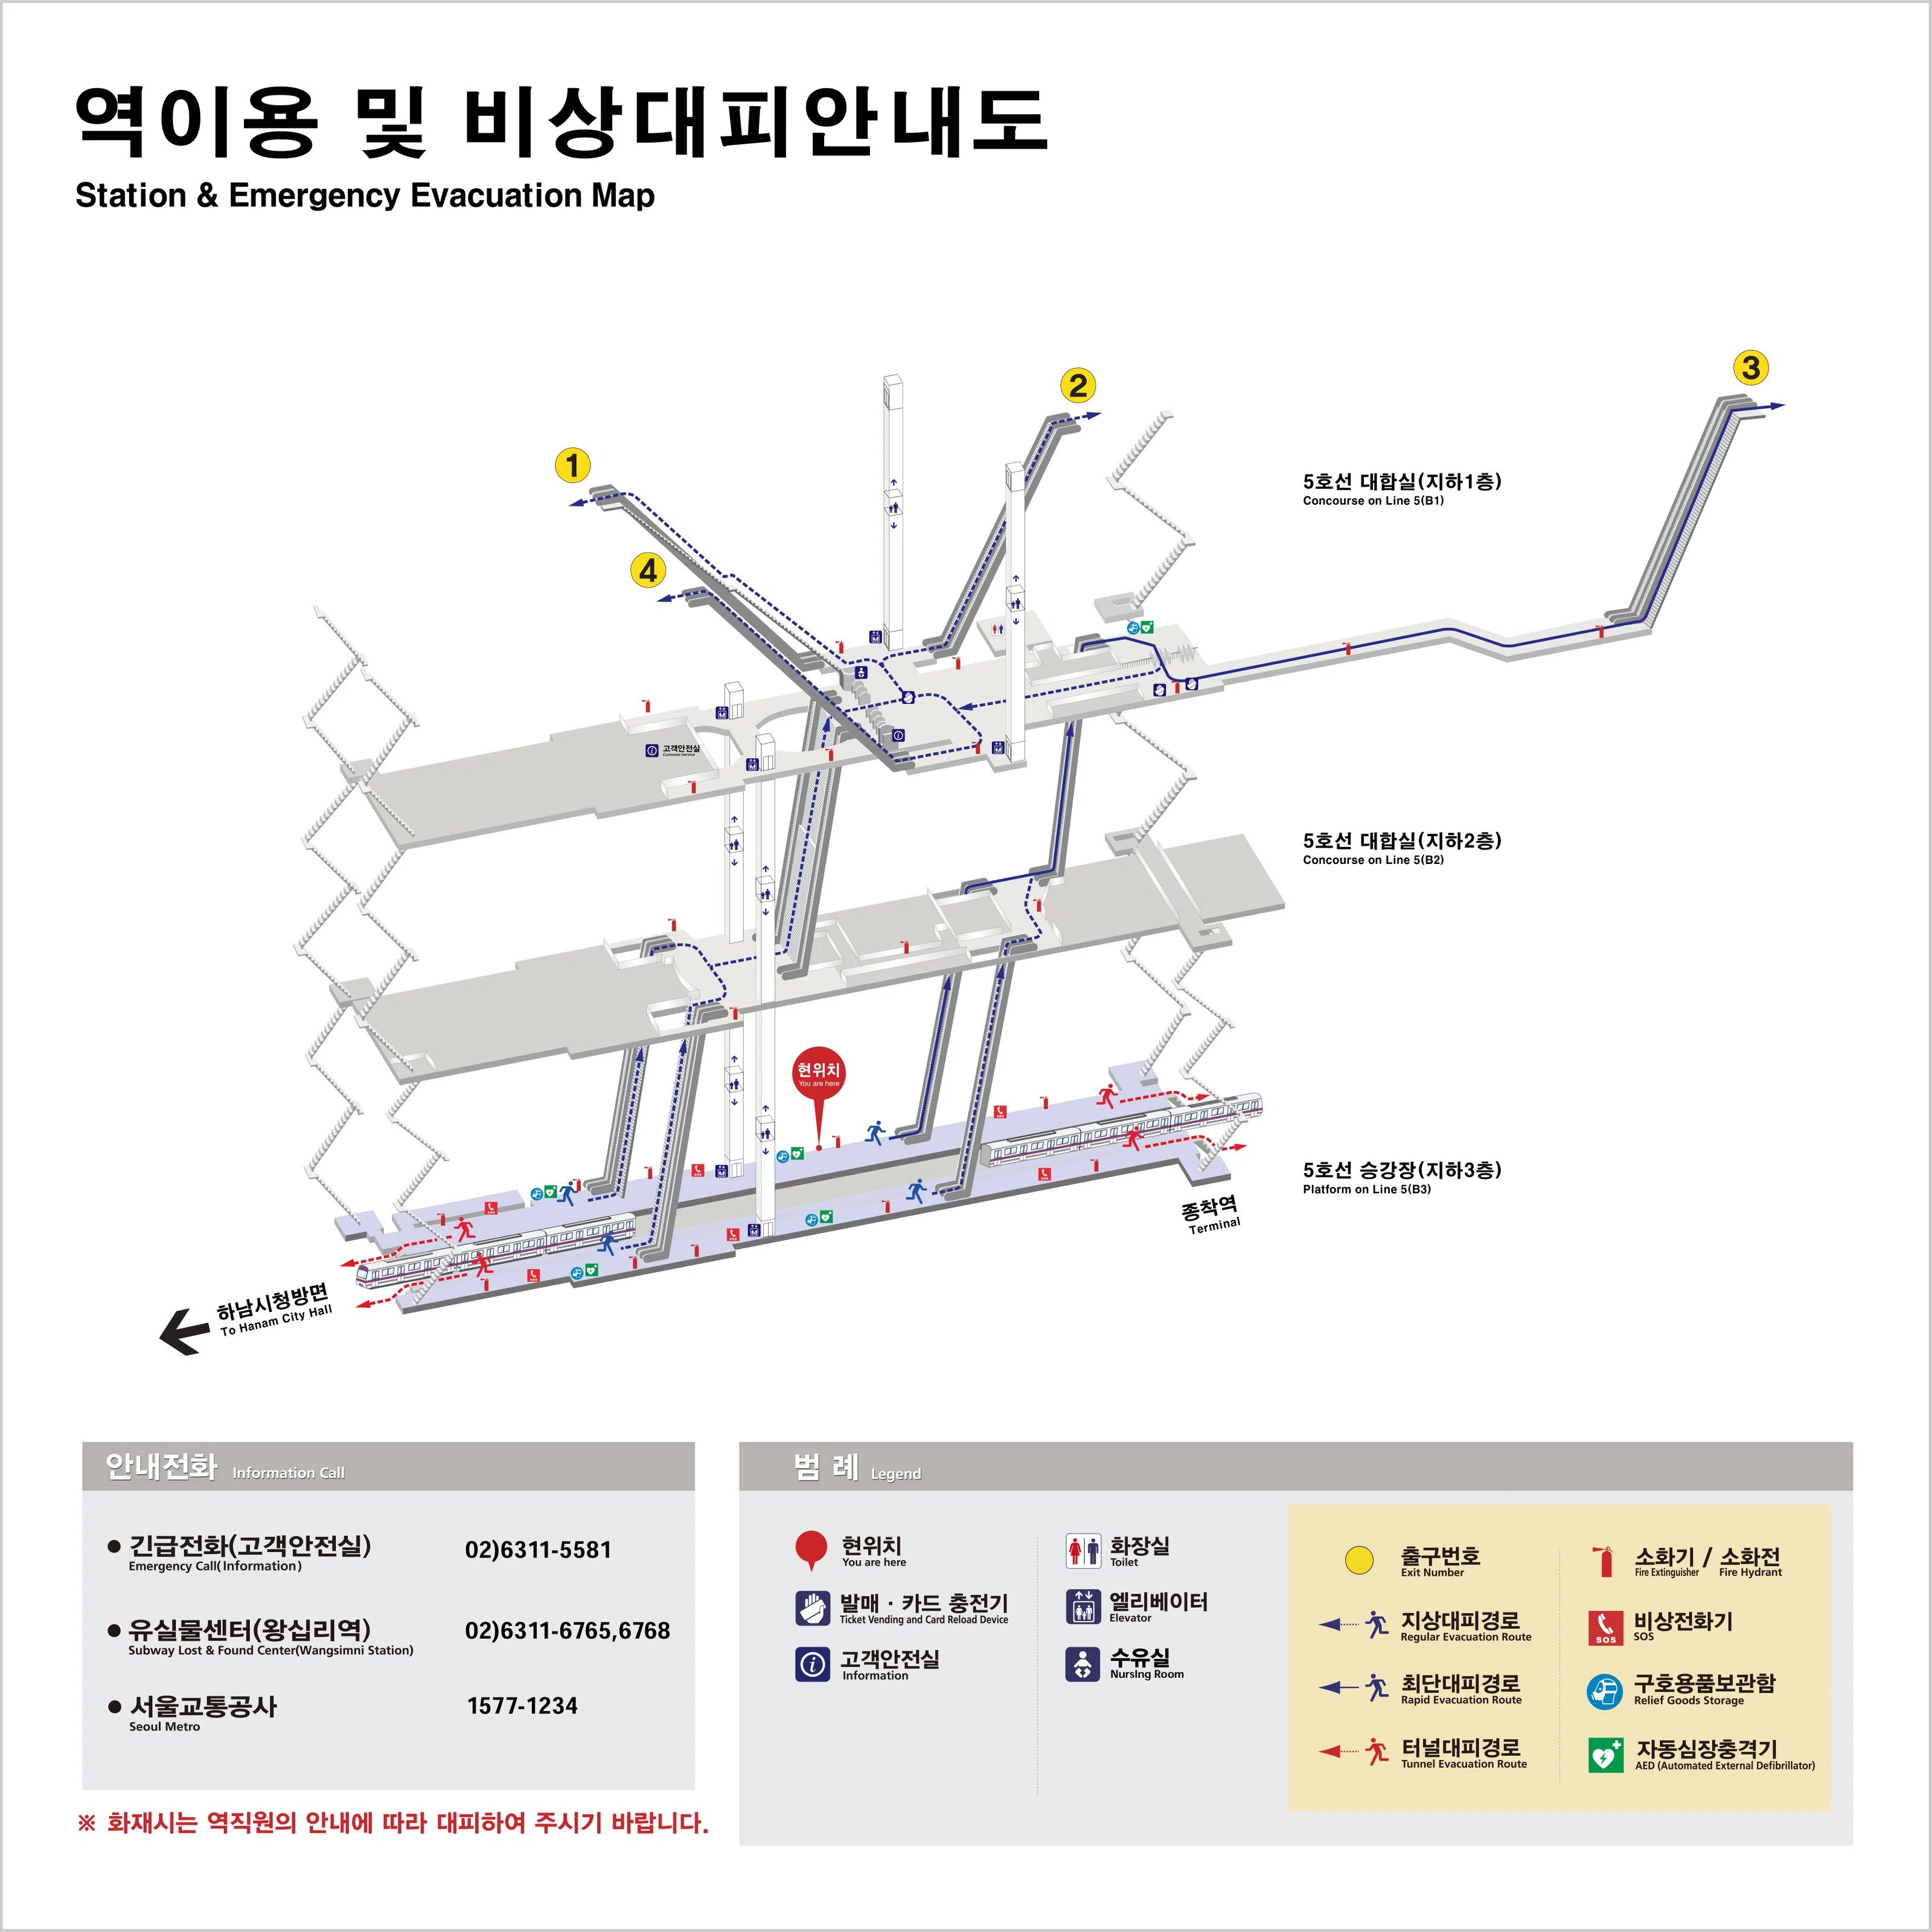 역이용 및 비상대피안내도
Station & Emergency Evacuation Map
3
2
1
4
5호선 대합실(지하1층)
Concourse on Line 5(B1)
고객안전실
Customer Service
5호선 대합실(지하2층)
Concourse on Line 5(B2)
현위치
You are here
5호선 승강장(지하3층)
Platform on Line 5(B3)
종착역
Terminal
하남시청방면
To Hanam City Hall
안내전화 Information Call
긴급전화(고객안전실) 02)6311-5581
Emergency Call(Information)
유실물센터(왕십리역) 02)6311-6765,6768
Subway Lost & Found Center(Wangsimni Station)
서울교통공사 1577-1234
Seoul Metro
※ 화재시는 역직원의 안내에 따라 대피하여 주시기 바랍니다.
범 례 Legend
현위치
You are here
발매 · 카드 충전기
Ticket Vending and Card Reload Device
고객안전실
Information
화장실
Toilet
엘리베이터
Elevator
수유실
NursIng Room
출구번호
Exit Number
지상대피경로
Regular Evacuation Route
최단대피경로
Rapid Evacuation Route
터널대피경로
Tunnel Evacuation Route
소화기 / 소화전
Fire Extinguisher / Fire Hydrant
SOS
비상전화기
SOS
구호용품보관함
Relief Goods Storage
자동심장충격기
AED (Automated External Defibrillator)